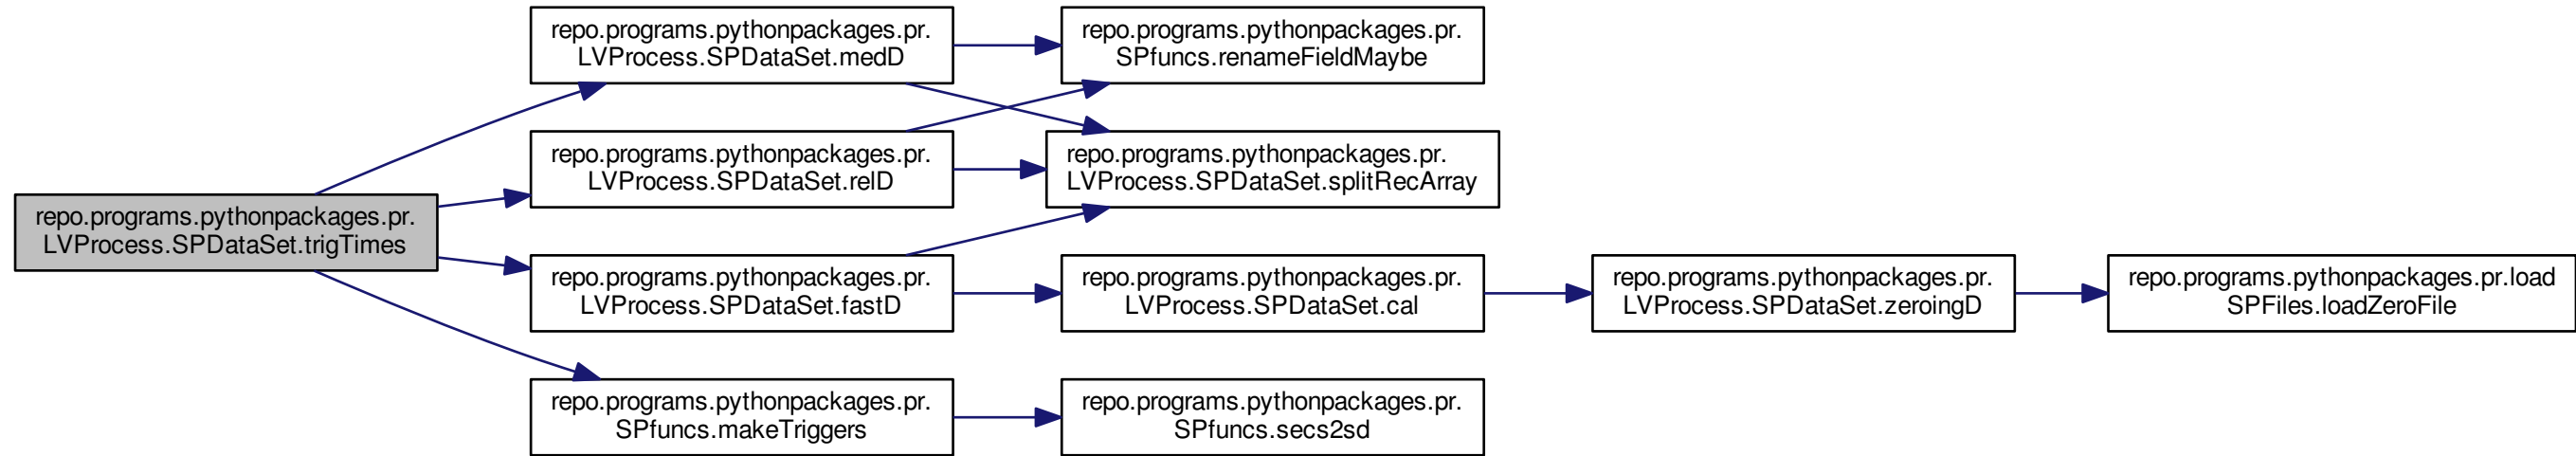 repo.programs.pythonpackages.pr.
LVProcess.SPDataSet.trigTimes
repo.programs.pythonpackages.pr.
LVProcess.SPDataSet.medD
repo.programs.pythonpackages.pr.
LVProcess.SPDataSet.relD
repo.programs.pythonpackages.pr.
LVProcess.SPDataSet.fastD
repo.programs.pythonpackages.pr.
SPfuncs.makeTriggers
repo.programs.pythonpackages.pr.
SPfuncs.renameFieldMaybe
repo.programs.pythonpackages.pr.
LVProcess.SPDataSet.splitRecArray
repo.programs.pythonpackages.pr.
LVProcess.SPDataSet.cal
repo.programs.pythonpackages.pr.
SPfuncs.secs2sd
repo.programs.pythonpackages.pr.
LVProcess.SPDataSet.zeroingD
repo.programs.pythonpackages.pr.load
SPFiles.loadZeroFile